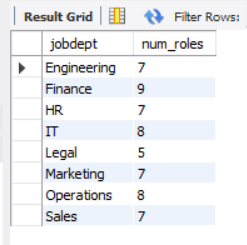 Result Grid Filter Rows:
jobdept num_roles
Engineering 7
Finance 9
HR 7
IT 8
Legal 5
Marketing 7
Operations 8
Sales 7